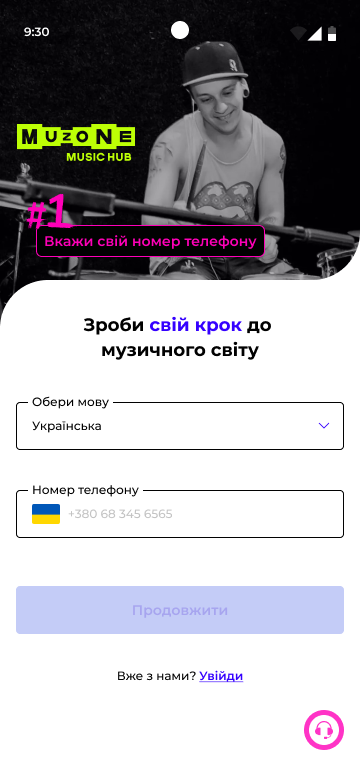 9:30
MUZONE
MUSIC HUB
#1
Вкажи свій номер телефону
Зроби свій крок до
музичного світу
Обери мову
Українська
Номер телефону
+380 68 345 6565
Продовжити
Вже з нами? Увійди